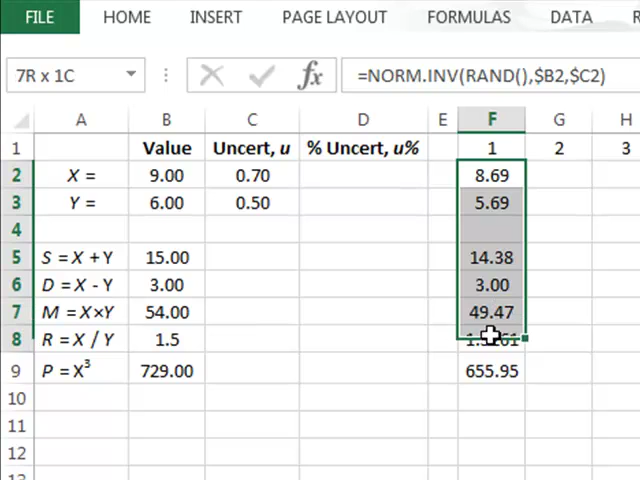 FILE HOME INSERT PAGE LAYOUT FORMULAS DATA
7R x 1C fx =NORM.INV(RAND(),$B2,$C2)
A B C D E F G H
1 Value Uncert, u % Uncert, u% 1 2 3
2 X = 9.00 0.70 8.69
3 Y = 6.00 0.50 5.69
4
5 S = X + Y 15.00 14.38
6 D = X - Y 3.00 3.00
7 M = X×Y 54.00 49.47
8 R = X / Y 1.5
9 P = X³ 729.00 655.95
10
11
12
13